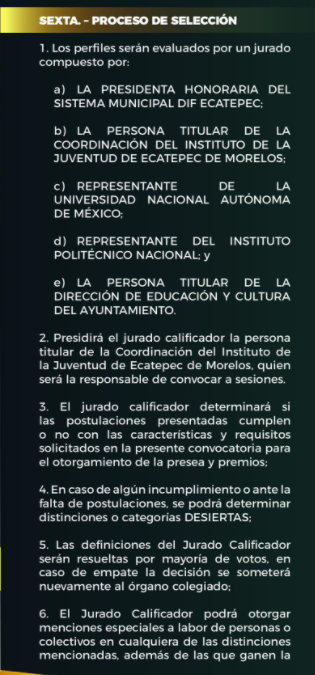 SEXTA. - PROCESO DE SELECCIÓN
1. Los perfiles serán evaluados por un jurado
compuesto por:
a) LA PRESIDENTA HONORARIA DEL
SISTEMA MUNICIPAL DIF ECATEPEC;
b) LA PERSONA TITULAR DE LA
COORDINACIÓN DEL INSTITUTO DE LA
JUVENTUD DE ECATEPEC DE MORELOS;
c) REPRESENTANTE DE LA
UNIVERSIDAD NACIONAL AUTÓNOMA
DE MÉXICO;
d) REPRESENTANTE DEL INSTITUTO
POLITÉCNICO NACIONAL; y
e) LA PERSONA TITULAR DE LA
DIRECCIÓN DE EDUCACIÓN Y CULTURA
DEL AYUNTAMIENTO.
2. Presidirá el jurado calificador la persona
titular de la Coordinación del Instituto de
la Juventud de Ecatepec de Morelos, quien
será la responsable de convocar a sesiones.
3. El jurado calificador determinará si
las postulaciones presentadas cumplen
o no con las características y requisitos
solicitados en la presente convocatoria para
el otorgamiento de la presea y premios;
4. En caso de algún incumplimiento o ante la
falta de postulaciones, se podrá determinar
distinciones o categorías DESIERTAS;
5. Las definiciones del Jurado Calificador
serán resueltas por mayoría de votos, en
caso de empate la decisión se someterá
nuevamente al órgano colegiado;
6. El Jurado Calificador podrá otorgar
menciones especiales a labor de personas o
colectivos en cualquiera de las distinciones
mencionadas, además de las que ganen la